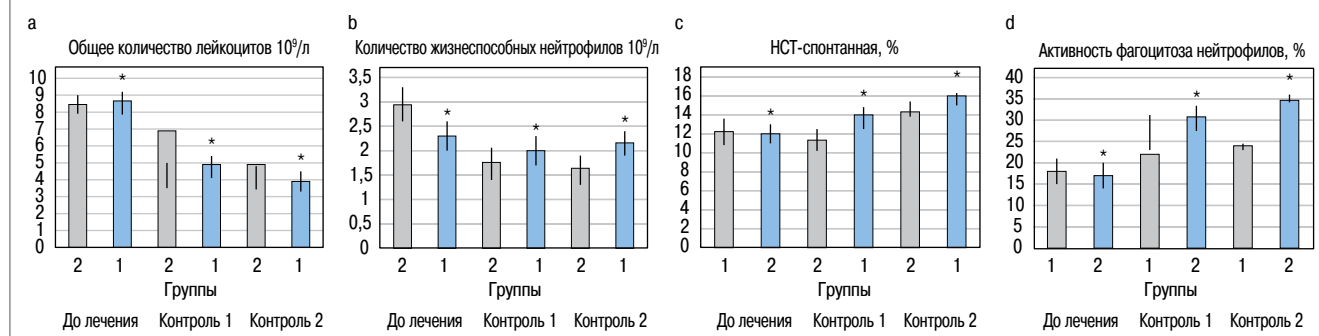 a
Общее количество лейкоцитов 10⁹/л
10
9
8
7
6
5
4
3
2
1
0
*
*
*
2 1 2 1 2 1
Группы
До лечения Контроль 1 Контроль 2
b
Количество жизнеспособных нейтрофилов 10⁹/л
3,5
3
2,5
2
1,5
1
0,5
0
*
*
*
2 1 2 1 2 1
Группы
До лечения Контроль 1 Контроль 2
c
НСТ-спонтанная, %
18
16
14
12
10
8
6
4
2
0
*
*
*
1 2 2 1 2 1
Группы
До лечения Контроль 1 Контроль 2
d
Активность фагоцитоза нейтрофилов, %
40
35
30
25
20
15
10
5
0
*
*
*
1 2 1 2 1 2
Группы
До лечения Контроль 1 Контроль 2